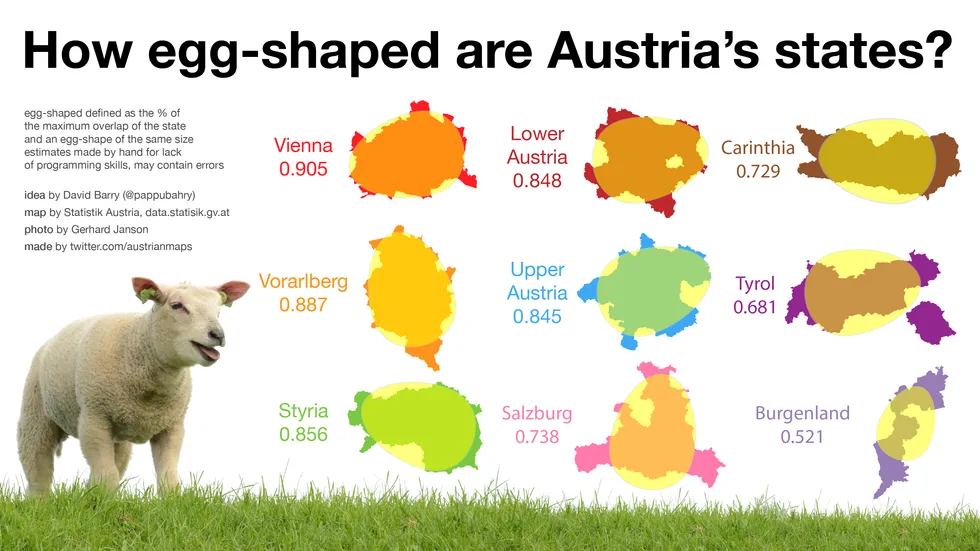 How egg-shaped are Austria's states?
egg-shaped defined as the % of
the maximum overlap of the state
and an egg-shape of the same size
estimates made by hand for lack
of programming skills, may contain errors
idea by David Barry (@pappubahry)
map by Statistik Austria, data.statisik.gv.at
photo by Gerhard Janson
made by twitter.com/austrianmaps
Vienna
0.905
Lower
Austria
0.848
Carinthia
0.729
Vorarlberg
0.887
Upper
Austria
0.845
Tyrol
0.681
Styria
0.856
Salzburg
0.738
Burgenland
0.521